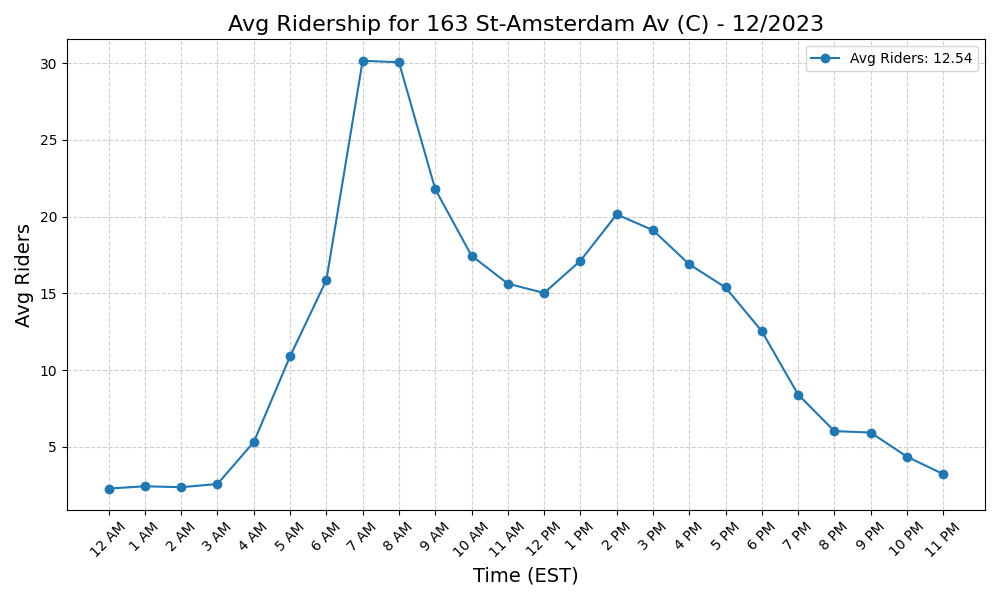 Avg Ridership for 163 St-Amsterdam Av (C) - 12/2023
Avg Riders: 12.54
Avg Riders
30
25
20
15
10
5
12 AM
1 AM
2 AM
3 AM
4 AM
5 AM
6 AM
7 AM
8 AM
9 AM
10 AM
11 AM
12 PM
1 PM
2 PM
3 PM
4 PM
5 PM
6 PM
7 PM
8 PM
9 PM
10 PM
11 PM
Time (EST)